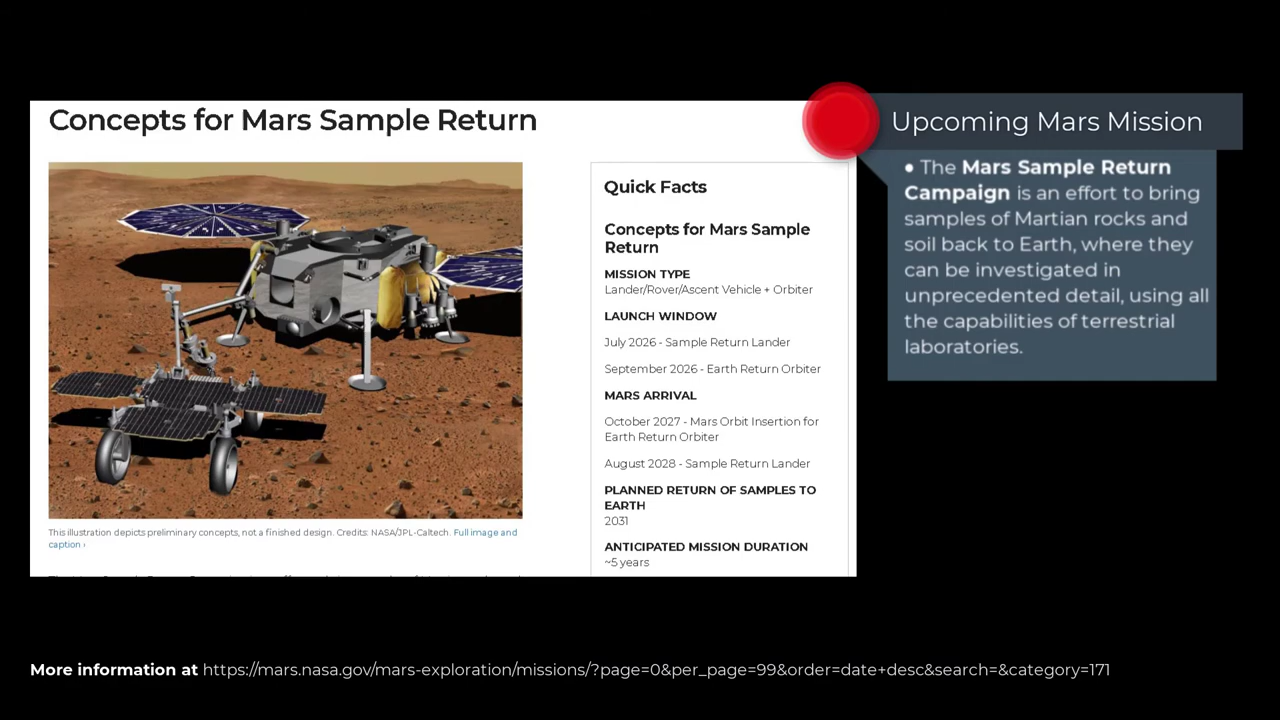 Concepts for Mars Sample Return
This illustration depicts preliminary concepts, not a finished design. Credits: NASA/JPL-Caltech. Full image and
caption ›
Quick Facts
Concepts for Mars Sample
Return
MISSION TYPE
Lander/Rover/Ascent Vehicle + Orbiter
LAUNCH WINDOW
July 2026 - Sample Return Lander
September 2026 - Earth Return Orbiter
MARS ARRIVAL
October 2027 - Mars Orbit Insertion for
Earth Return Orbiter
August 2028 - Sample Return Lander
PLANNED RETURN OF SAMPLES TO
EARTH
2031
ANTICIPATED MISSION DURATION
~5 years
Upcoming Mars Mission
• The Mars Sample Return
Campaign is an effort to bring
samples of Martian rocks and
soil back to Earth, where they
can be investigated in
unprecedented detail, using all
the capabilities of terrestrial
laboratories.
More information at https://mars.nasa.gov/mars-exploration/missions/?page=0&per_page=99&order=date+desc&search=&category=171